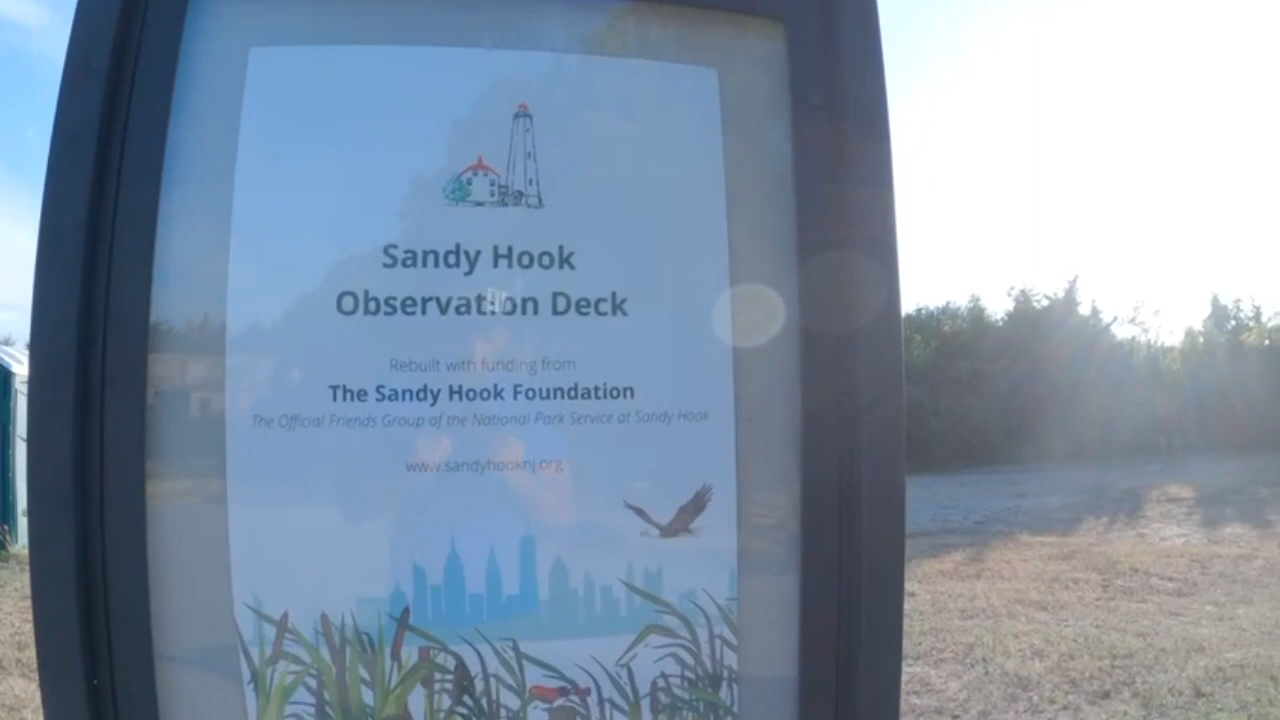 Sandy Hook
Observation Deck
Rebuilt with funding from
The Sandy Hook Foundation
The Official Friends Group of the National Park Service at Sandy Hook
www.sandyhooknj.org